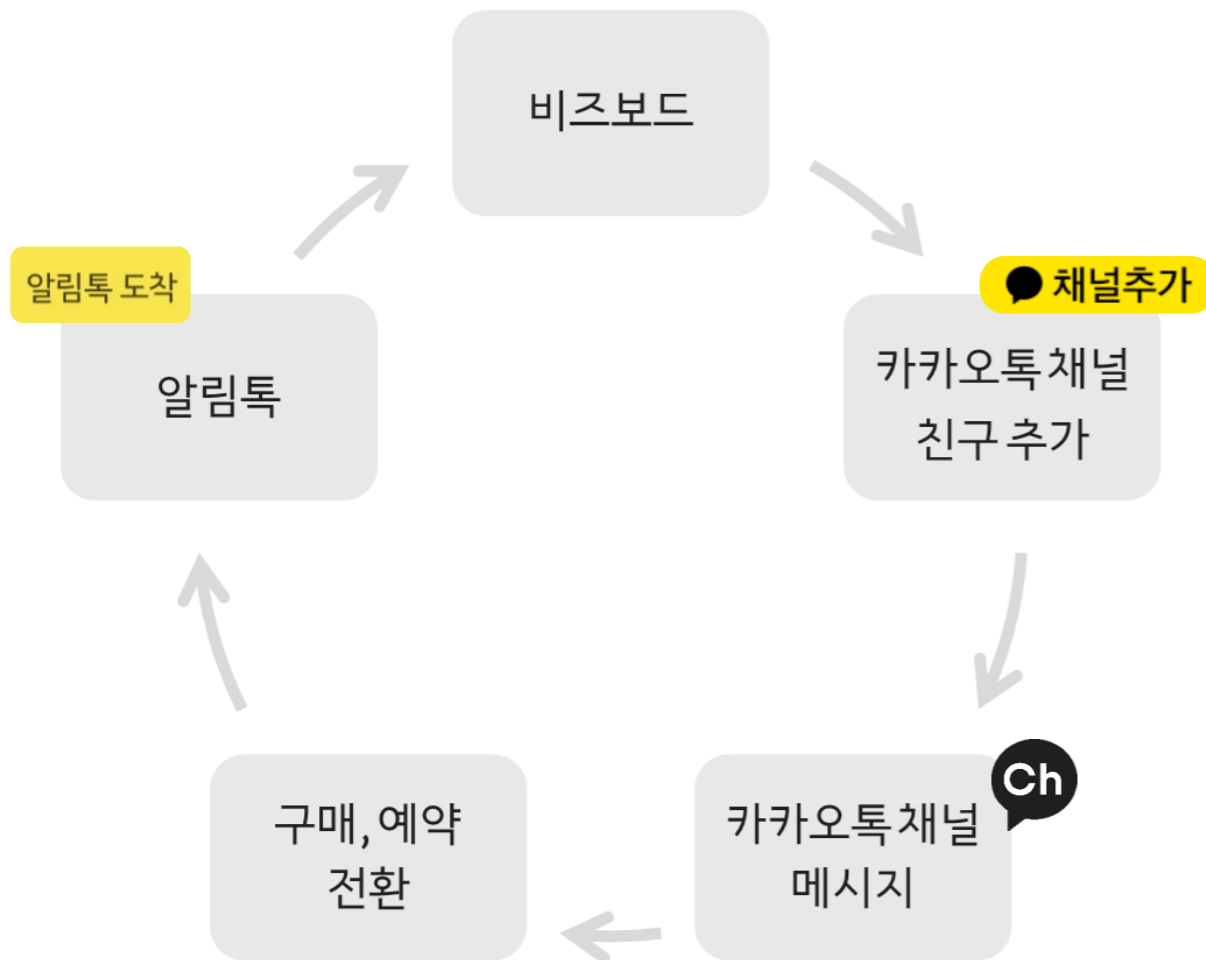 비즈보드
채널추가
카카오톡 채널
친구 추가
Ch
카카오톡 채널
메시지
구매, 예약
전환
알림톡 도착
알림톡